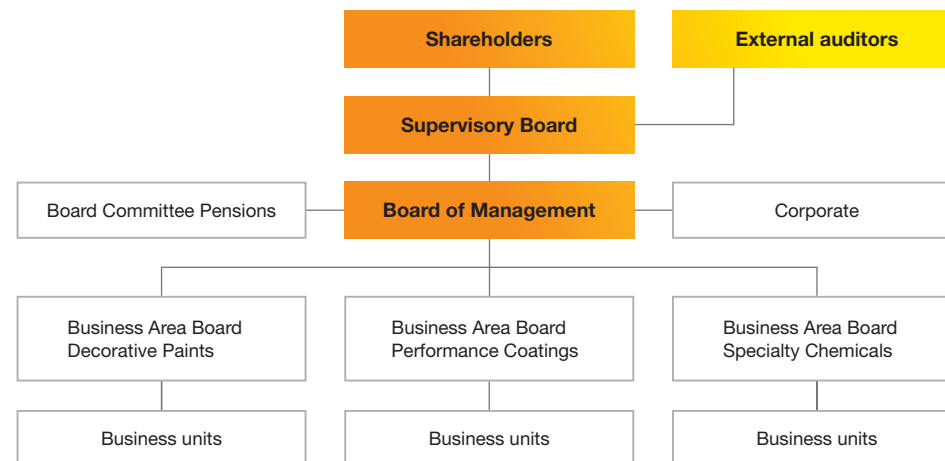 Shareholders
External auditors
Supervisory Board
Board Committee Pensions
Board of Management
Corporate
Business Area Board
Decorative Paints
Business Area Board
Performance Coatings
Business Area Board
Specialty Chemicals
Business units
Business units
Business units